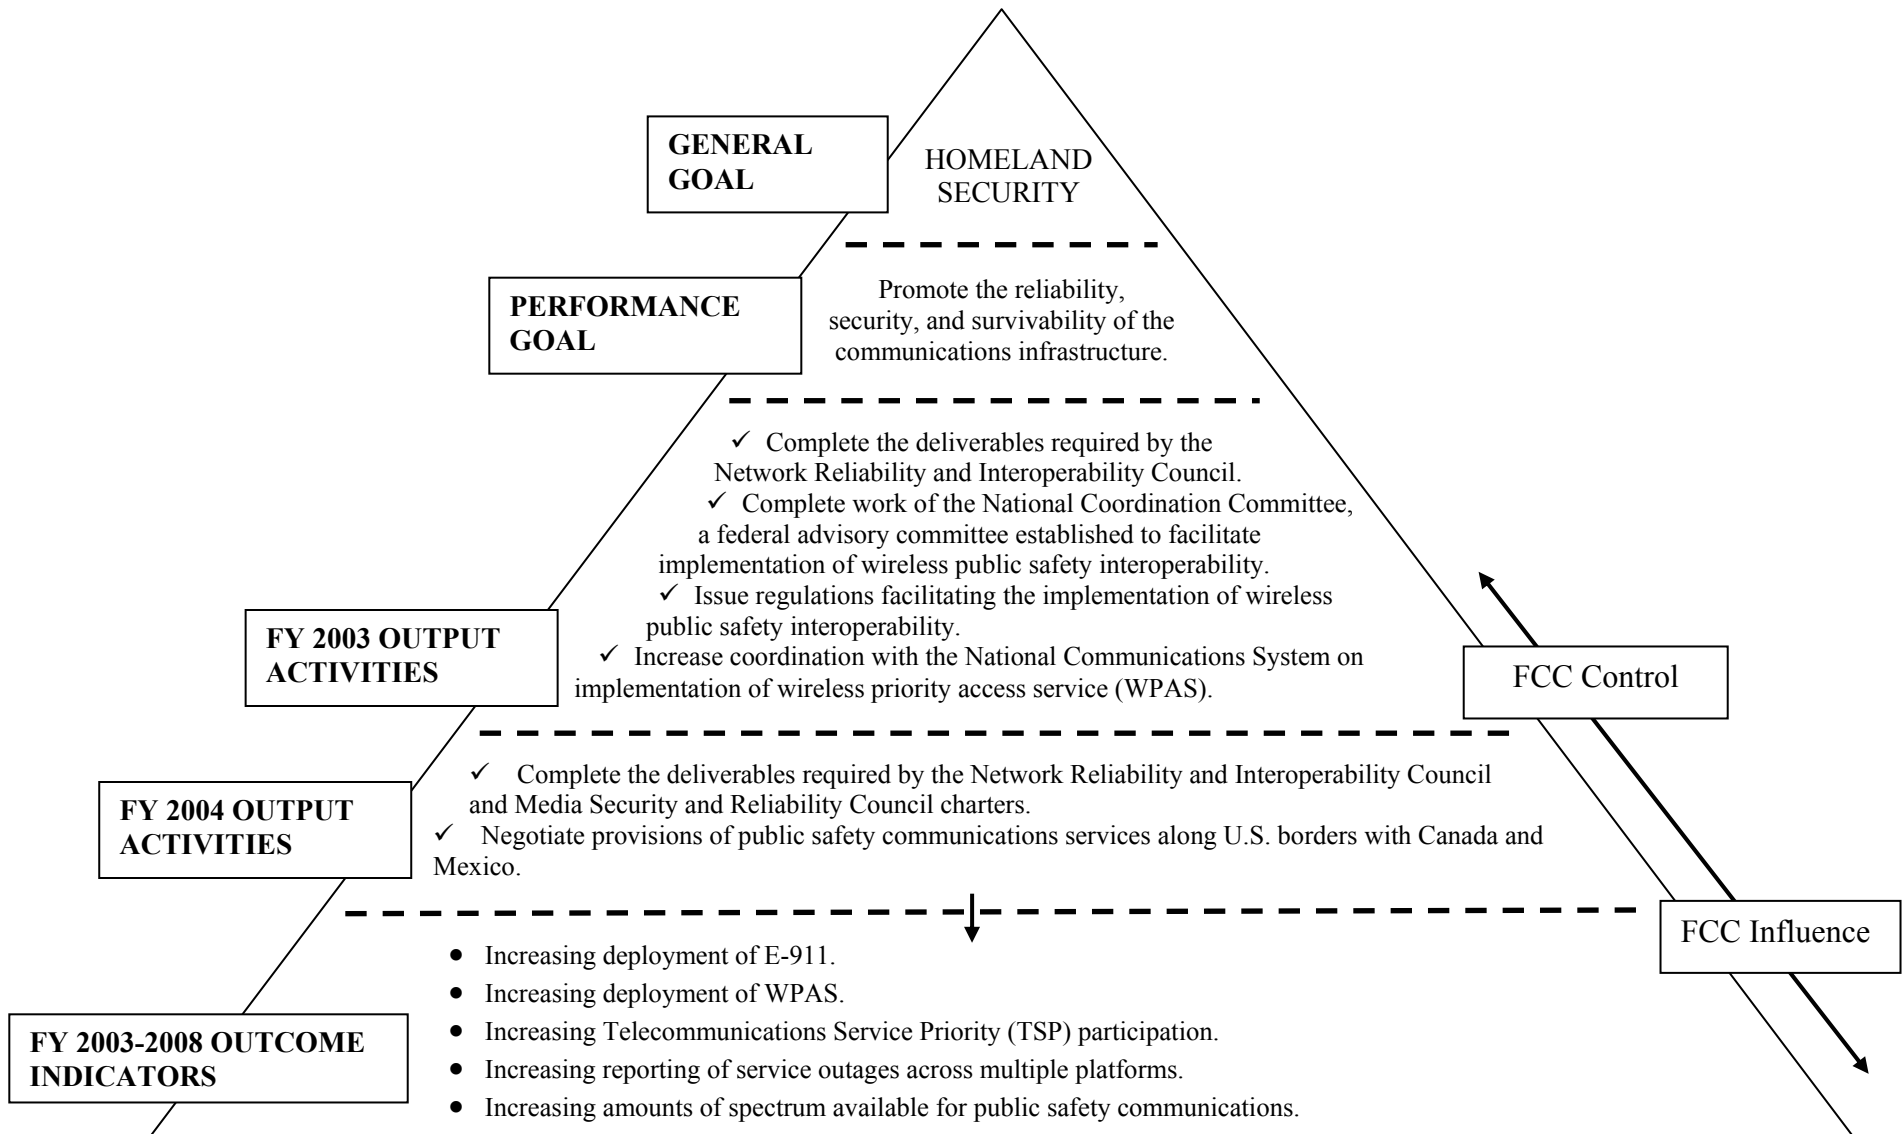 GENERAL
GOAL
HOMELAND
SECURITY
PERFORMANCE
GOAL
Promote the reliability,
security, and survivability of the
communications infrastructure.
✓ Complete the deliverables required by the
Network Reliability and Interoperability Council.
✓ Complete work of the National Coordination Committee,
a federal advisory committee established to facilitate
implementation of wireless public safety interoperability.
✓ Issue regulations facilitating the implementation of wireless
public safety interoperability.
✓ Increase coordination with the National Communications System on
implementation of wireless priority access service (WPAS).
FY 2003 OUTPUT
ACTIVITIES
FCC Control
FY 2004 OUTPUT
ACTIVITIES
✓ Complete the deliverables required by the Network Reliability and Interoperability Council
and Media Security and Reliability Council charters.
✓ Negotiate provisions of public safety communications services along U.S. borders with Canada and
Mexico.
FCC Influence
FY 2003-2008 OUTCOME
INDICATORS
• Increasing deployment of E-911.
• Increasing deployment of WPAS.
• Increasing Telecommunications Service Priority (TSP) participation.
• Increasing reporting of service outages across multiple platforms.
• Increasing amounts of spectrum available for public safety communications.